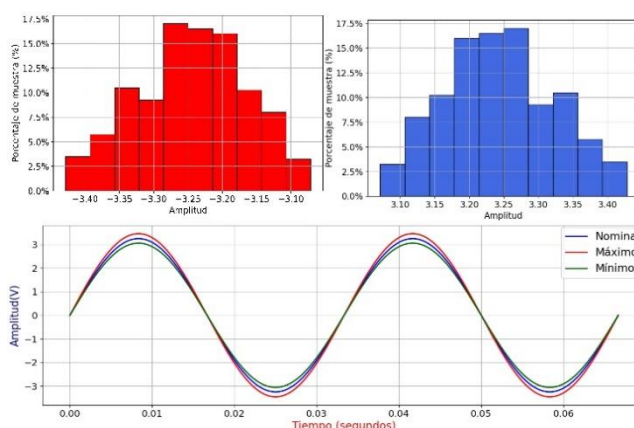 17.5%
15.0%
12.5%
10.0%
7.5%
5.0%
2.5%
0.0%
Porcentaje de muestra (%)
−3.40 −3.35 −3.30 −3.25 −3.20 −3.15 −3.10
Amplitud
17.5%
15.0%
12.5%
10.0%
7.5%
5.0%
2.5%
0.0%
Porcentaje de muestra (%)
3.10 3.15 3.20 3.25 3.30 3.35 3.40
Amplitud
3
2
1
0
−1
−2
−3
Amplitud(V)
Nomina
Máximo
Mínimo
0.00 0.01 0.02 0.03 0.04 0.05 0.06
Tiempo (segundos)